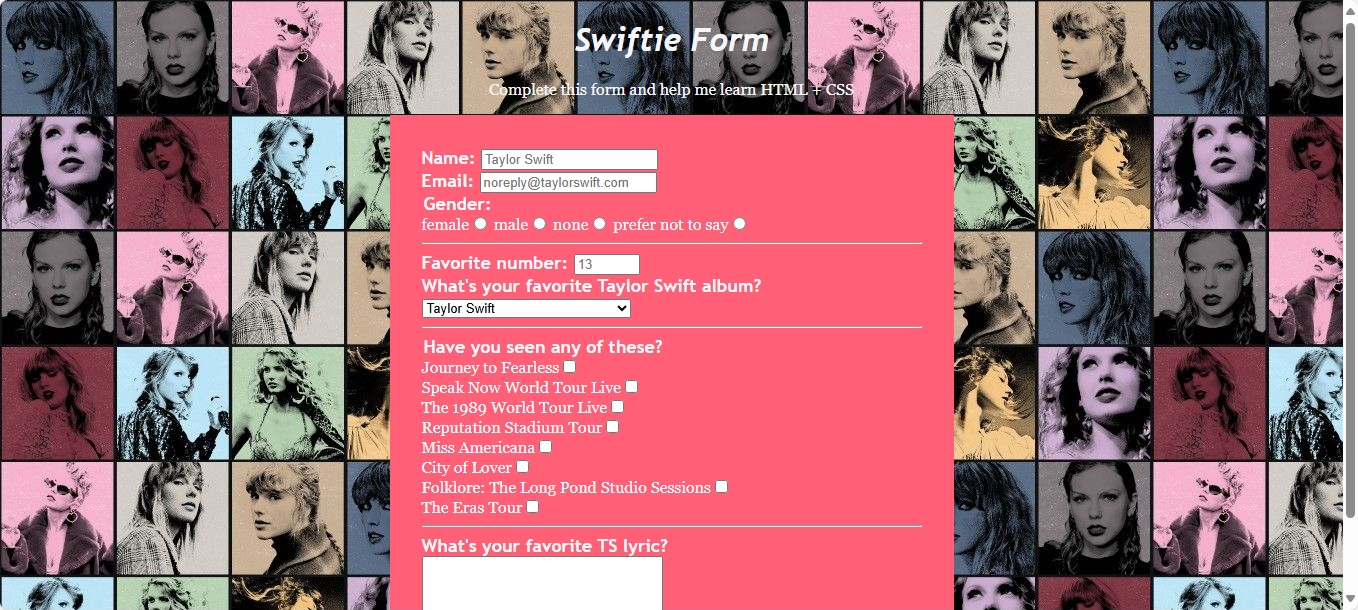 Swiftie Form
Complete this form and help me learn HTML + CSS
Name: Taylor Swift
Email: noreply@taylorswift.com
Gender:
female male none prefer not to say
Favorite number: 13
What's your favorite Taylor Swift album?
Taylor Swift
Have you seen any of these?
Journey to Fearless
Speak Now World Tour Live
The 1989 World Tour Live
Reputation Stadium Tour
Miss Americana
City of Lover
Folklore: The Long Pond Studio Sessions
The Eras Tour
What's your favorite TS lyric?